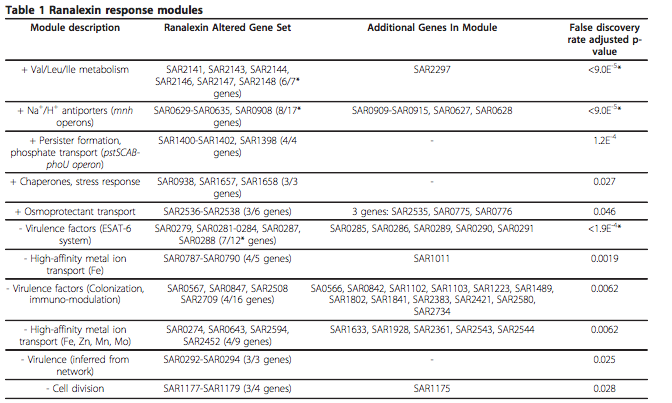 Table 1 Ranalexin response modules
Module description Ranalexin Altered Gene Set Additional Genes In Module False discovery
rate adjusted p-
value
+ Val/Leu/Ile metabolism SAR2141, SAR2143, SAR2144, SAR2297 <9.0E-5*
SAR2146, SAR2147, SAR2148 (6/7*
genes)
+ Na+/H+ antiporters (mnh SAR0629-SAR0635, SAR0908 (8/17* SAR0909-SAR0915, SAR0627, SAR0628 <9.0E-5*
operons) genes)
+ Persister formation, SAR1400-SAR1402, SAR1398 (4/4 - 1.2E-4
phosphate transport (pstSCAB- genes)
phoU operon)
+ Chaperones, stress response SAR0938, SAR1657, SAR1658 (3/3 - 0.027
genes)
+ Osmoprotectant transport SAR2536-SAR2538 (3/6 genes) 3 genes: SAR2535, SAR0775, SAR0776 0.046
- Virulence factors (ESAT-6 SAR0279, SAR0281-0284, SAR0287, SAR0285, SAR0286, SAR0289, SAR0290, SAR0291 <1.9E-4*
system) SAR0288 (7/12* genes)
- High-affinity metal ion SAR0787-SAR0790 (4/5 genes) SAR1011 0.0019
transport (Fe)
- Virulence factors (Colonization, SAR0567, SAR0847, SAR2508 SA0566, SAR0842, SAR1102, SAR1103, SAR1223, SAR1489, 0.0062
immuno-modulation) SAR2709 (4/16 genes) SAR1802, SAR1841, SAR2383, SAR2421, SAR2580,
SAR2734
- High-affinity metal ion SAR0274, SAR0643, SAR2594, SAR1633, SAR1928, SAR2361, SAR2543, SAR2544 0.0062
transport (Fe, Zn, Mn, Mo) SAR2452 (4/9 genes)
- Virulence (inferred from SAR0292-SAR0294 (3/3 genes) - 0.025
network)
- Cell division SAR1177-SAR1179 (3/4 genes) SAR1175 0.028